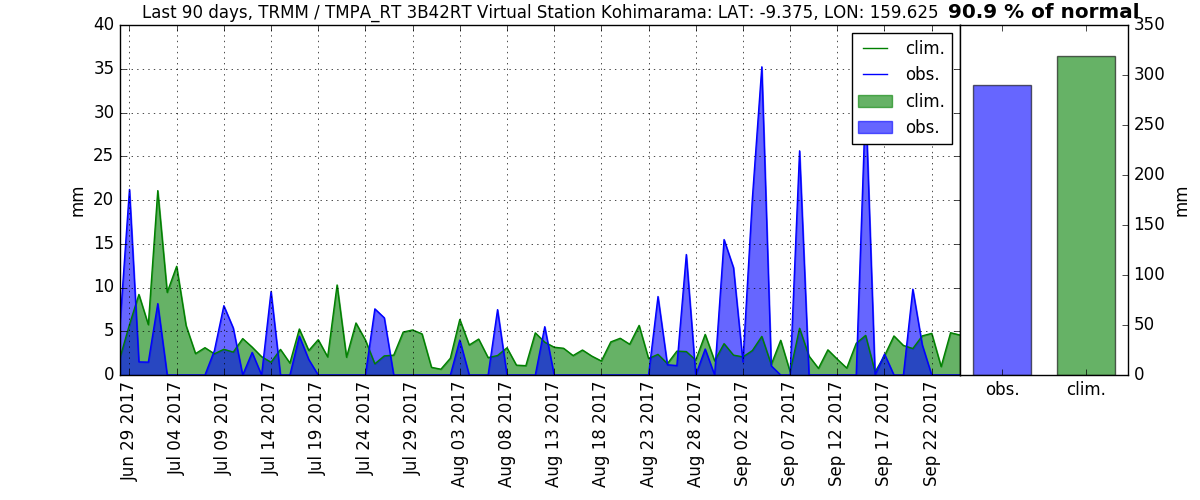 Last 90 days, TRMM / TMPA_RT 3B42RT Virtual Station Kohimarama: LAT: -9.375, LON: 159.625 90.9 % of normal
40
35
30
25
20
15
10
5
0
mm
clim.
obs.
clim.
obs.
350
300
250
200
150
100
50
0
mm
Jun 29 2017
Jul 04 2017
Jul 09 2017
Jul 14 2017
Jul 19 2017
Jul 24 2017
Jul 29 2017
Aug 03 2017
Aug 08 2017
Aug 13 2017
Aug 18 2017
Aug 23 2017
Aug 28 2017
Sep 02 2017
Sep 07 2017
Sep 12 2017
Sep 17 2017
Sep 22 2017
obs.
clim.